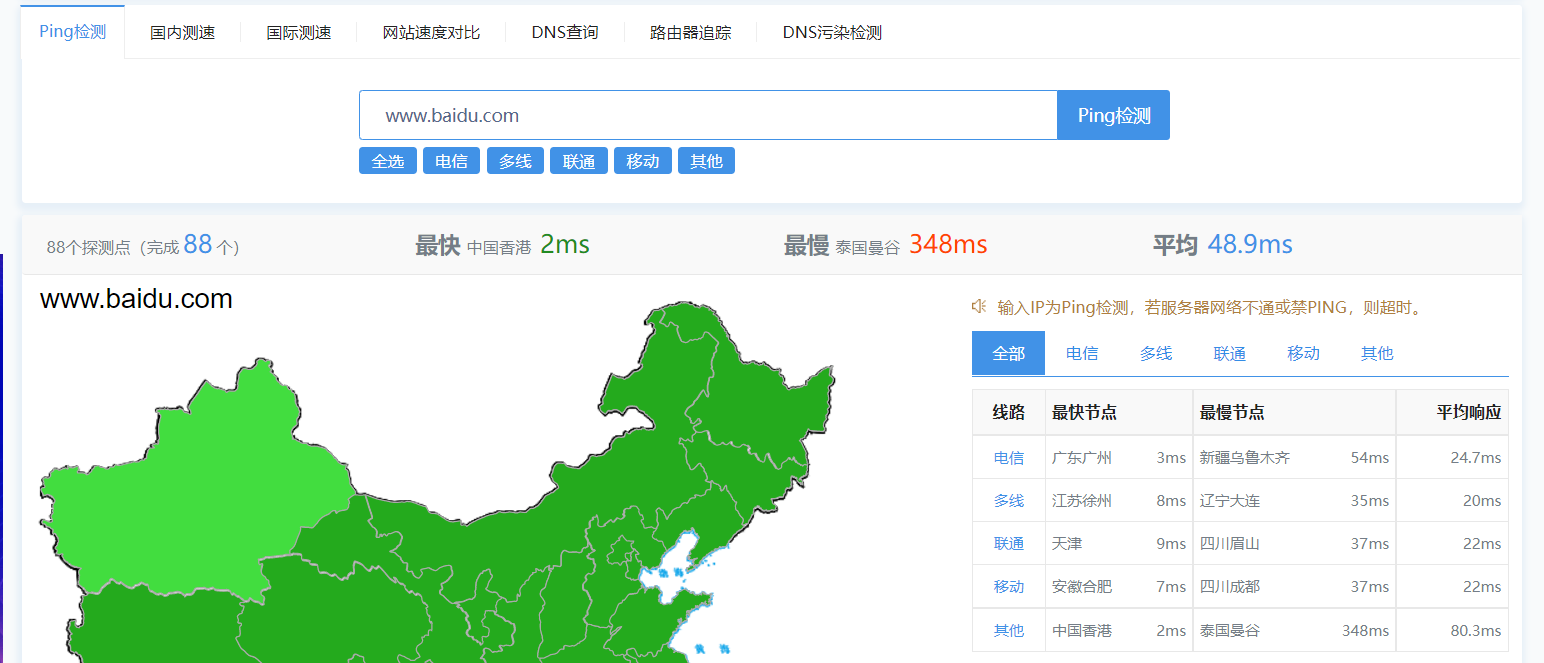 Ping检测 国内测速 国际测速 网站速度对比 DNS查询 路由器追踪 DNS污染检测
www.baidu.com Ping检测
全选 电信 多线 联通 移动 其他
88个探测点（完成 88 个） 最快 中国香港 2ms 最慢 泰国曼谷 348ms 平均 48.9ms
www.baidu.com
输入IP为Ping检测，若服务器网络不通或禁PING，则超时。
全部 电信 多线 联通 移动 其他
线路 最快节点 最慢节点 平均响应
电信 广东广州 3ms 新疆乌鲁木齐 54ms 24.7ms
多线 江苏徐州 8ms 辽宁大连 35ms 20ms
联通 天津 9ms 四川眉山 37ms 22ms
移动 安徽合肥 7ms 四川成都 37ms 22ms
其他 中国香港 2ms 泰国曼谷 348ms 80.3ms